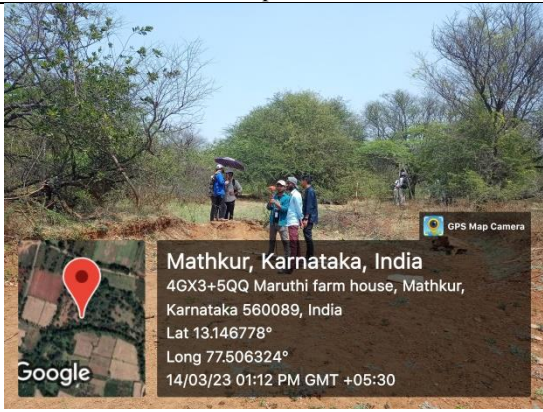 GPS Map Camera
Mathkur, Karnataka, India
4GX3+5QQ Maruthi farm house, Mathkur,
Karnataka 560089, India
Lat 13.146778°
Long 77.506324°
14/03/23 01:12 PM GMT +05:30
Google